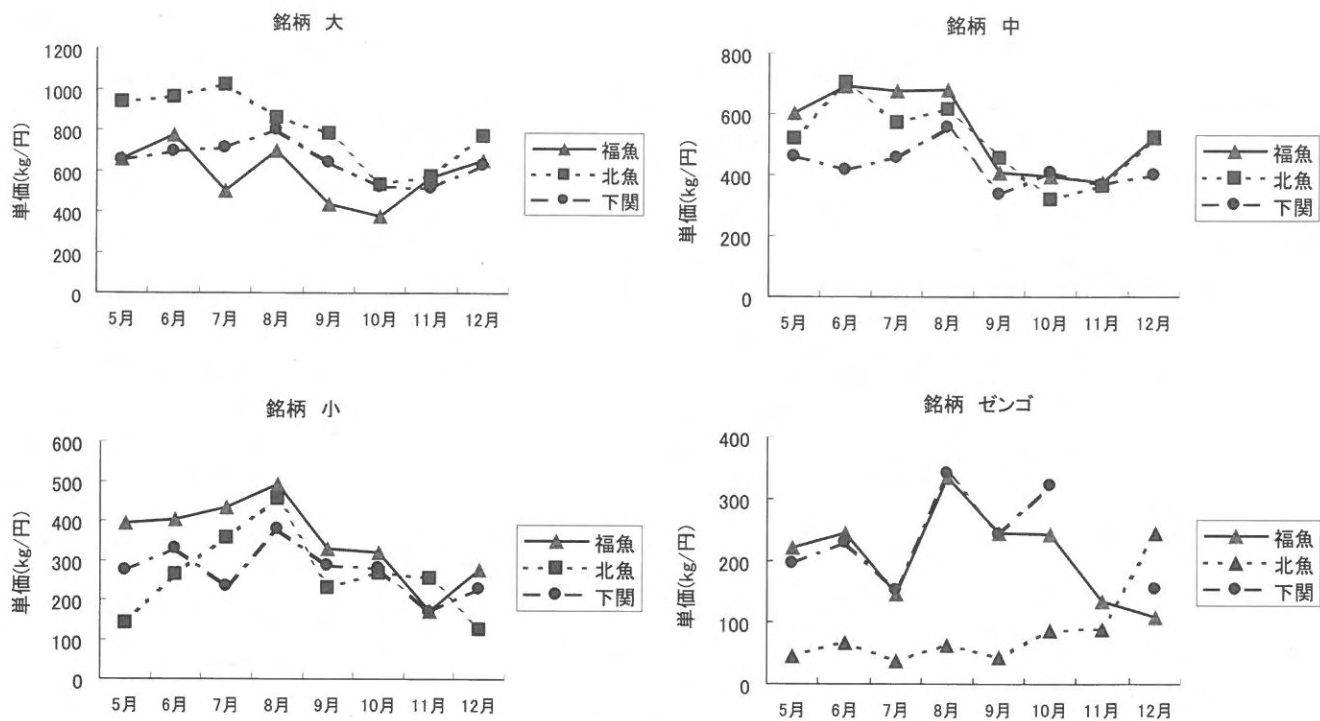 銘柄 大
1200
1000
800
600
400
200
0
単価(kg/円)
5月 6月 7月 8月 9月 10月 11月 12月
福魚
北魚
下関
銘柄 中
800
600
400
200
0
単価(kg/円)
5月 6月 7月 8月 9月 10月 11月 12月
福魚
北魚
下関
銘柄 小
600
500
400
300
200
100
0
単価(kg/円)
5月 6月 7月 8月 9月 10月 11月 12月
福魚
北魚
下関
銘柄 ゼンゴ
400
300
200
100
0
単価(kg/円)
5月 6月 7月 8月 9月 10月 11月 12月
福魚
北魚
下関